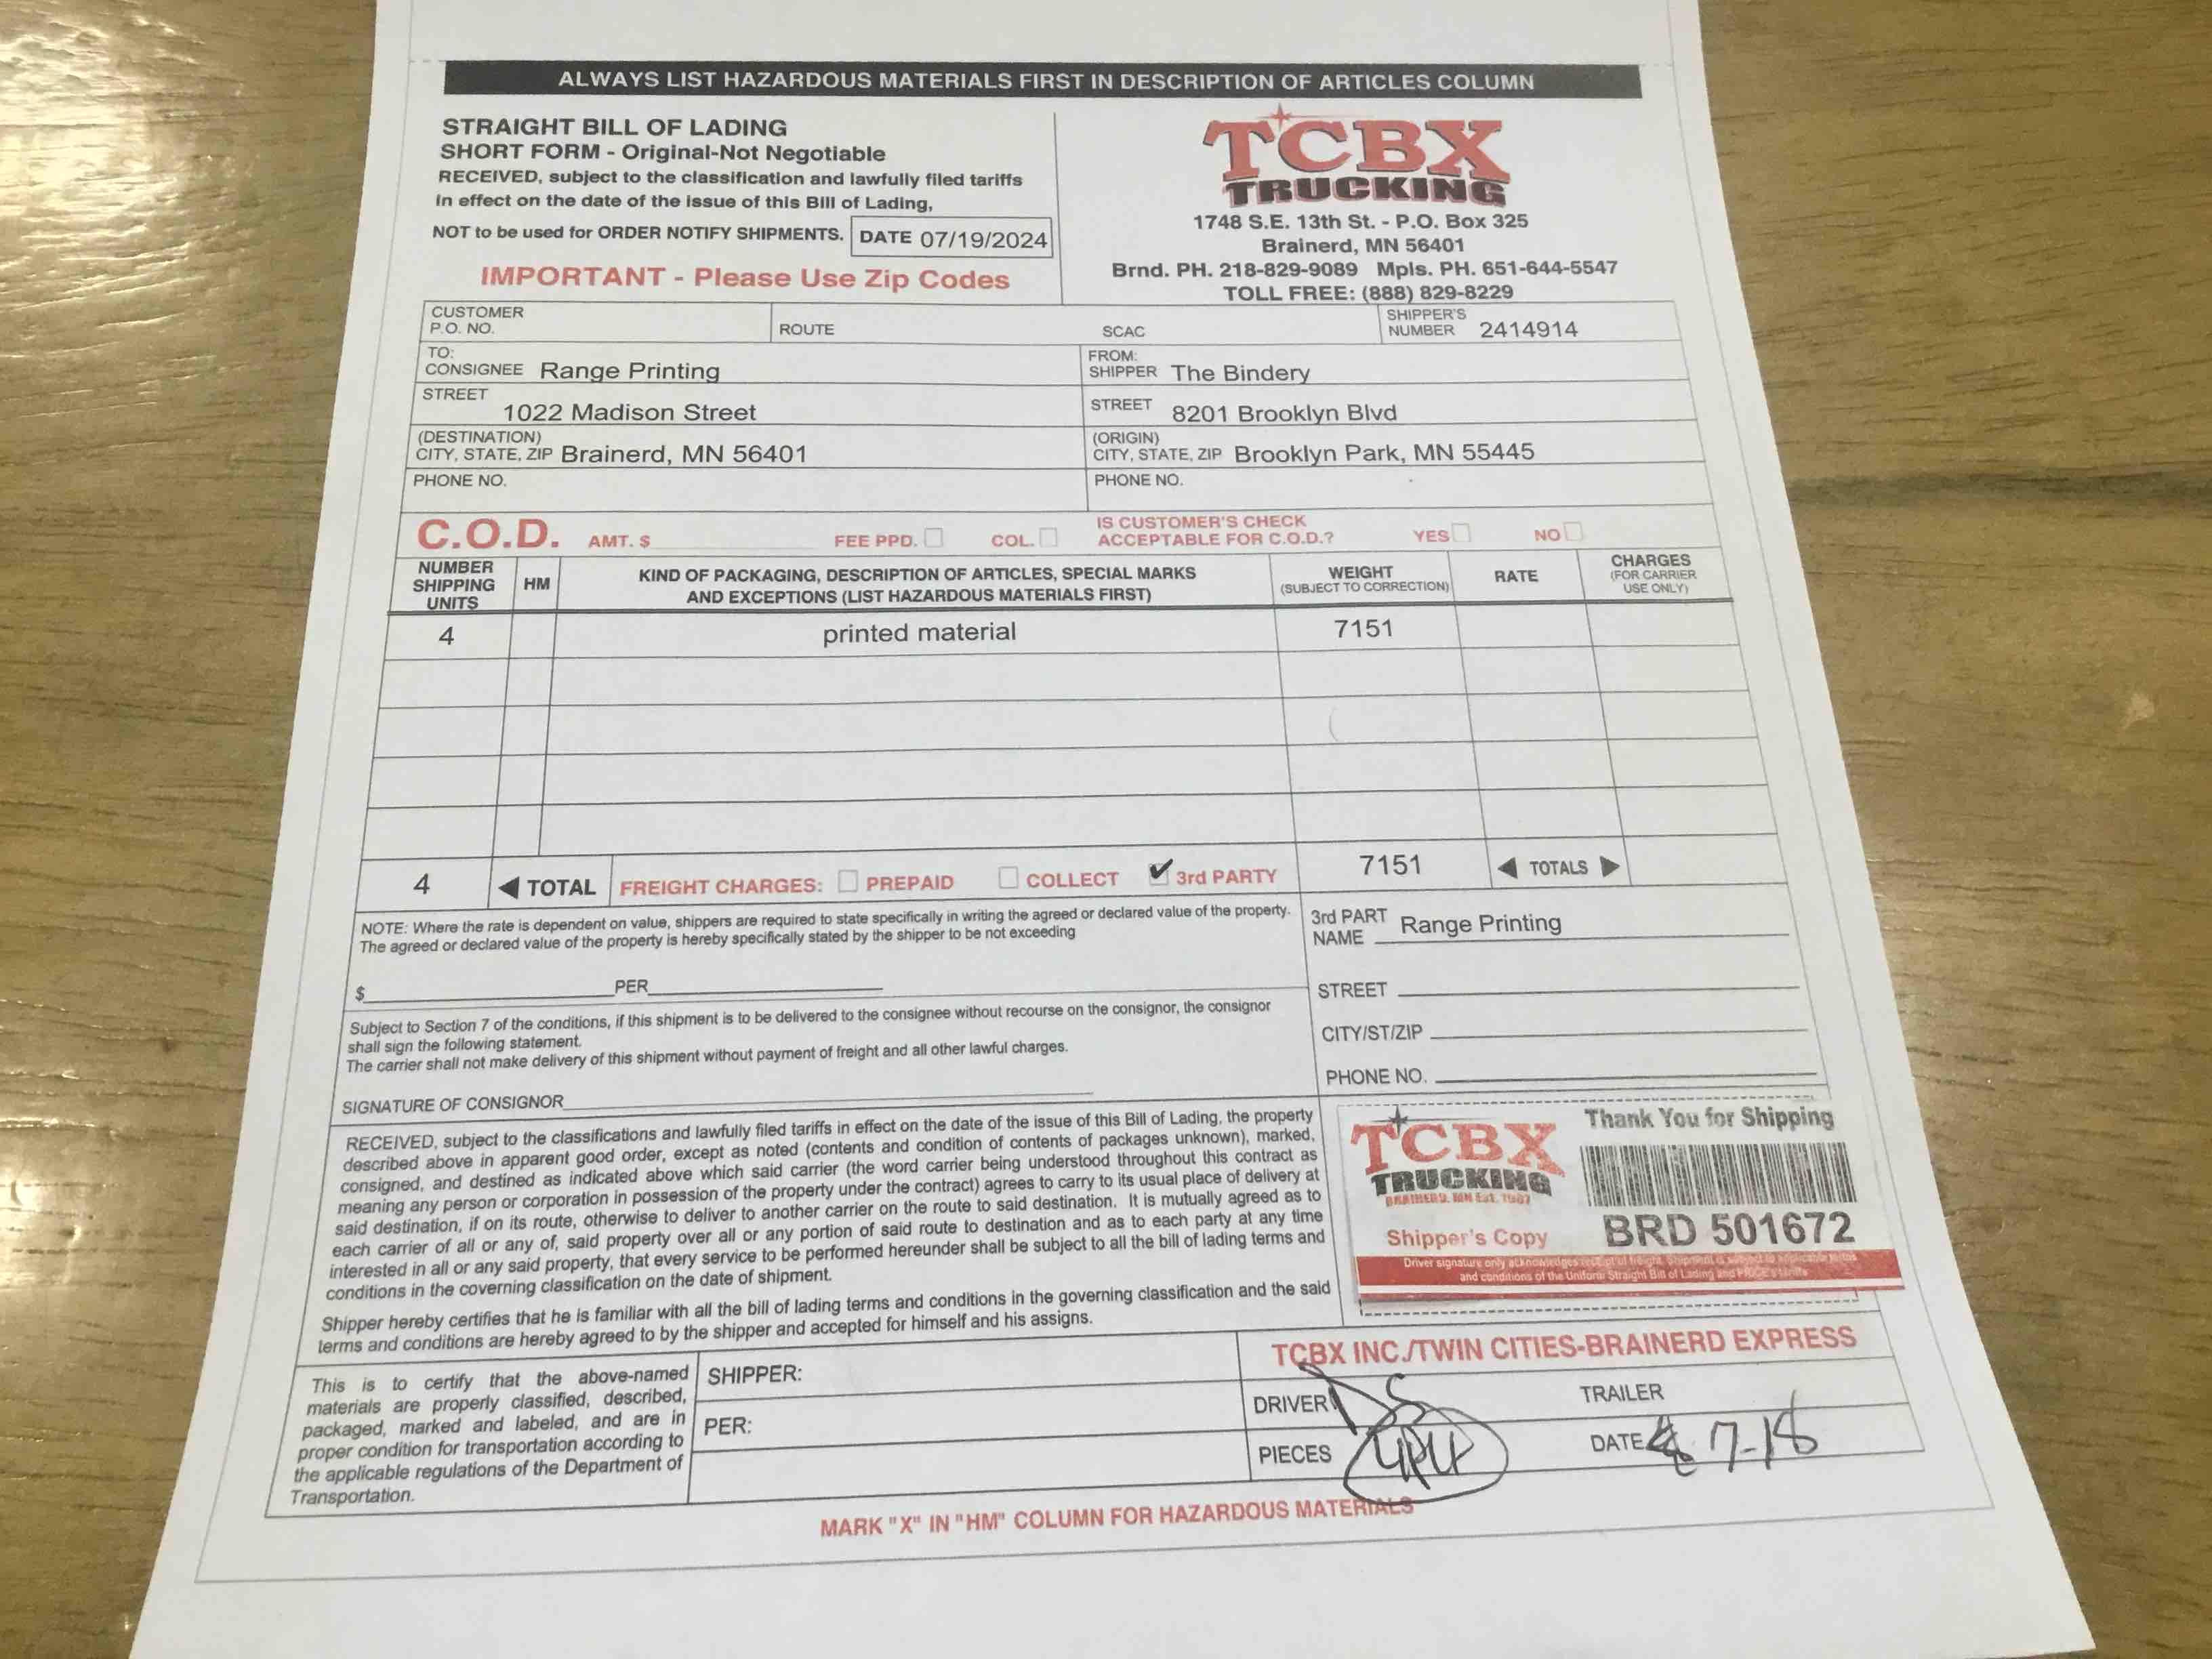 ALWAYS LIST HAZARDOUS MATERIALS FIRST IN DESCRIPTION OF ARTICLES COLUMN
STRAIGHT BILL OF LADING
SHORT FORM - Original-Not Negotiable
RECEIVED, subject to the classification and lawfully filed tariffs
in effect on the date of the issue of this Bill of Lading,
NOT to be used for ORDER NOTIFY SHIPMENTS. DATE 07/19/2024
IMPORTANT - Please Use Zip Codes
TCBX
TRUCKING
1748 S.E. 13th St. - P.O. Box 325
Brainerd, MN 56401
Brnd. PH. 218-829-9089 Mpls. PH. 651-644-5547
TOLL FREE: (888) 829-8229
CUSTOMER
P.O. NO.
ROUTE
SCAC
SHIPPER'S
NUMBER 2414914
TO:
CONSIGNEE Range Printing
FROM:
SHIPPER The Bindery
STREET
1022 Madison Street
STREET 8201 Brooklyn Blvd
(DESTINATION)
CITY, STATE, ZIP Brainerd, MN 56401
(ORIGIN)
CITY, STATE, ZIP Brooklyn Park, MN 55445
PHONE NO.
PHONE NO.
C.O.D. AMT. $ FEE PPD. COL.
IS CUSTOMER'S CHECK
ACCEPTABLE FOR C.O.D.? YES NO
NUMBER
SHIPPING
UNITS
HM
KIND OF PACKAGING, DESCRIPTION OF ARTICLES, SPECIAL MARKS
AND EXCEPTIONS (LIST HAZARDOUS MATERIALS FIRST)
WEIGHT
(SUBJECT TO CORRECTION)
RATE
CHARGES
(FOR CARRIER
USE ONLY)
4 printed material 7151
4 TOTAL FREIGHT CHARGES: PREPAID COLLECT ✔ 3rd PARTY 7151 TOTALS
NOTE: Where the rate is dependent on value, shippers are required to state specifically in writing the agreed or declared value of the property.
The agreed or declared value of the property is hereby specifically stated by the shipper to be not exceeding
$ PER
3rd PART
NAME Range Printing
STREET
CITY/ST/ZIP
PHONE NO.
Subject to Section 7 of the conditions, if this shipment is to be delivered to the consignee without recourse on the consignor, the consignor
shall sign the following statement.
The carrier shall not make delivery of this shipment without payment of freight and all other lawful charges.
SIGNATURE OF CONSIGNOR
RECEIVED, subject to the classifications and lawfully filed tariffs in effect on the date of the issue of this Bill of Lading, the property
described above in apparent good order, except as noted (contents and condition of contents of packages unknown), marked,
consigned, and destined as indicated above which said carrier (the word carrier being understood throughout this contract as
meaning any person or corporation in possession of the property under the contract) agrees to carry to its usual place of delivery at
said destination, if on its route, otherwise to deliver to another carrier on the route to said destination. It is mutually agreed as to
each carrier of all or any of, said property over all or any portion of said route to destination and as to each party at any time
interested in all or any said property, that every service to be performed hereunder shall be subject to all the bill of lading terms and
conditions in the covering classification on the date of shipment.
Shipper hereby certifies that he is familiar with all the bill of lading terms and conditions in the governing classification and the said
terms and conditions are hereby agreed to by the shipper and accepted for himself and his assigns.
TCBX
TRUCKING
BRAINERD, MN Est. 1987
Shipper's Copy
Thank You for Shipping
BRD 501672
Driver signature only acknowledges receipt of freight. Shipment is subject to applicable
and conditions of the Uniform Straight Bill of Lading and
This is to certify that the above-named
materials are properly classified, described,
packaged, marked and labeled, and are in
proper condition for transportation according to
the applicable regulations of the Department of
Transportation.
SHIPPER:
PER:
TCBX INC./TWIN CITIES-BRAINERD EXPRESS
DRIVER
TRAILER
PIECES
DATE 7-18
MARK "X" IN "HM" COLUMN FOR HAZARDOUS MATERIALS